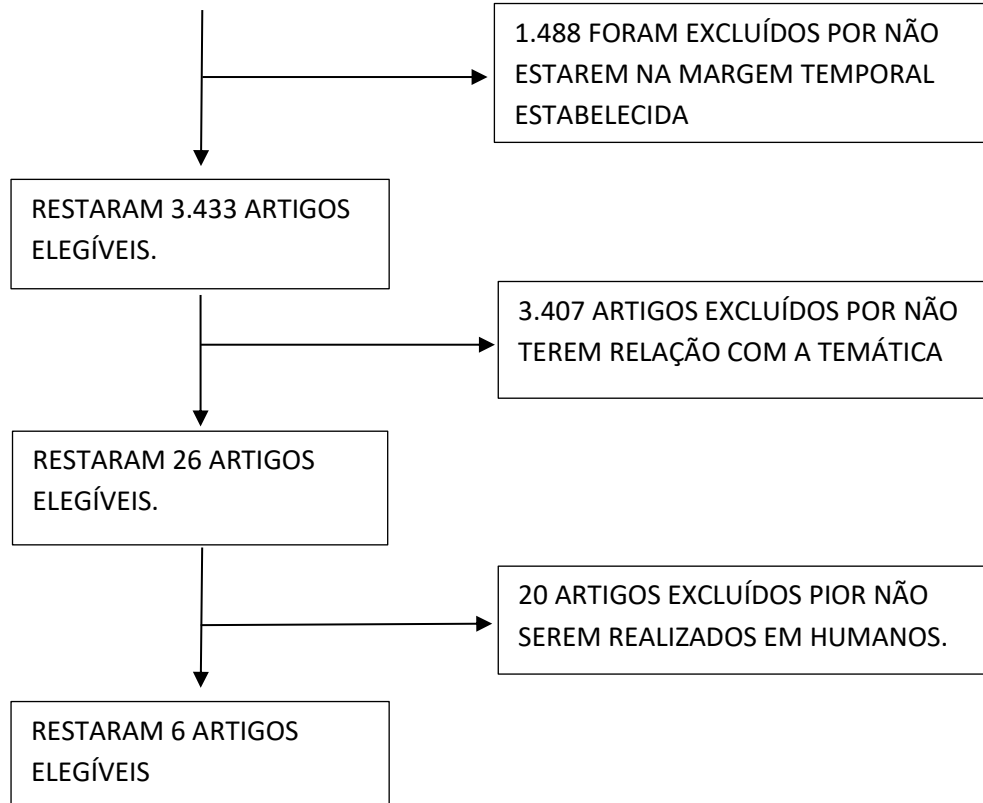 1.488 FORAM EXCLUÍDOS POR NÃO
ESTAREM NA MARGEM TEMPORAL
ESTABELECIDA
RESTARAM 3.433 ARTIGOS
ELEGÍVEIS.
3.407 ARTIGOS EXCLUÍDOS POR NÃO
TEREM RELAÇÃO COM A TEMÁTICA
RESTARAM 26 ARTIGOS
ELEGÍVEIS.
20 ARTIGOS EXCLUÍDOS PIOR NÃO
SEREM REALIZADOS EM HUMANOS.
RESTARAM 6 ARTIGOS
ELEGÍVEIS